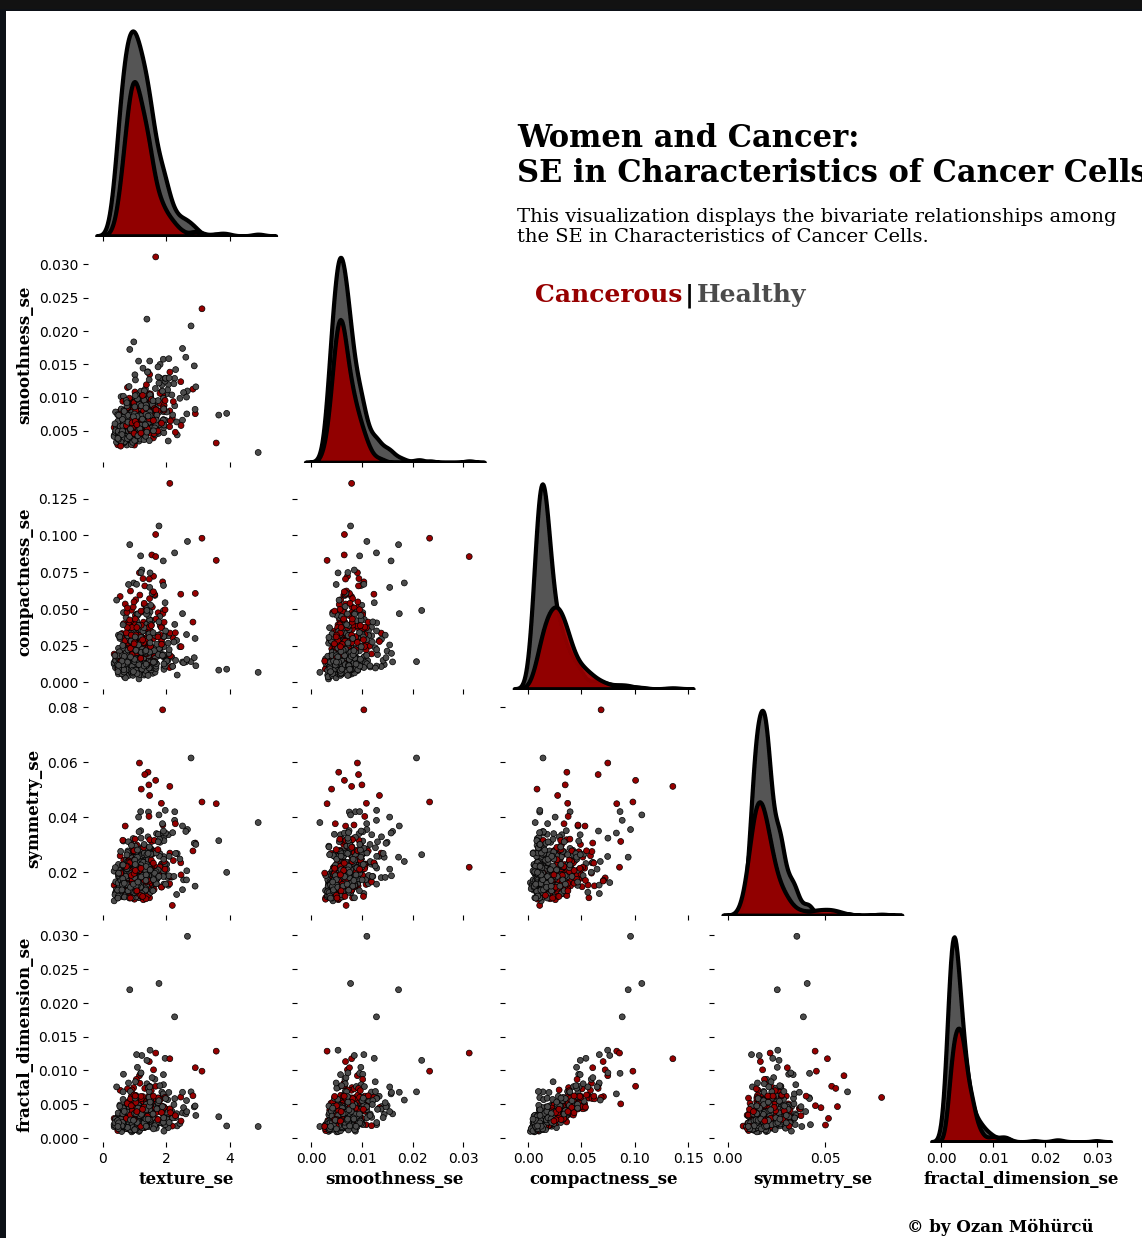 Women and Cancer:
SE in Characteristics of Cancer Cells
This visualization displays the bivariate relationships among
the SE in Characteristics of Cancer Cells.
Cancerous|Healthy
0.030
0.025
0.020
0.015
0.010
0.005
smoothness_se
0.125
0.100
0.075
0.050
0.025
0.000
compactness_se
0.08
0.06
0.04
0.02
symmetry_se
0.030
0.025
0.020
0.015
0.010
0.005
0.000
fractal_dimension_se
0 2 4 0.00 0.01 0.02 0.03 0.00 0.05 0.10 0.15 0.00 0.05 0.00 0.01 0.02 0.03
texture_se smoothness_se compactness_se symmetry_se fractal_dimension_se
© by Ozan Möhürcü